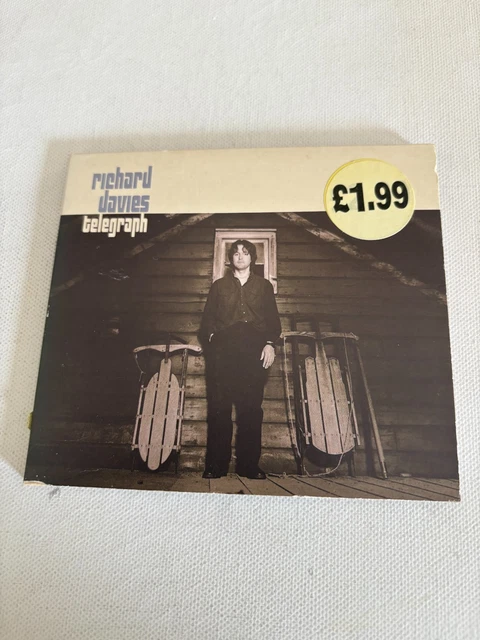 richard
davies
telegraph
£1.99